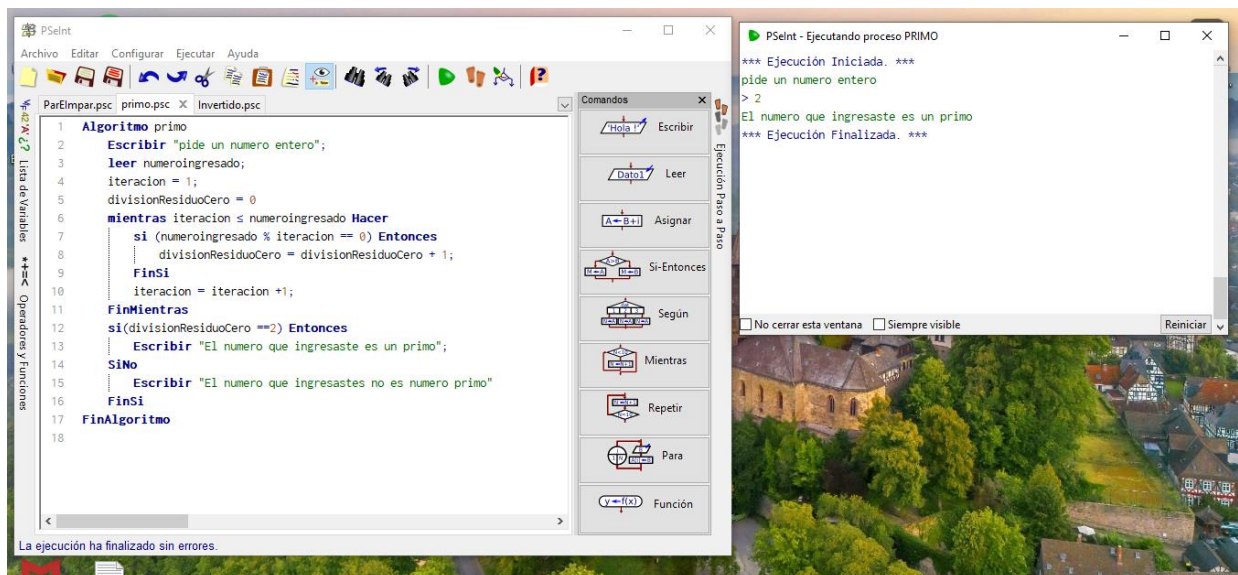 PSeInt
Archivo Editar Configurar Ejecutar Ayuda
ParEImpar.psc primo.psc X Invertido.psc
1 Algoritmo primo
2 Escribir "pide un numero entero";
3 leer numeroingresado;
4 iteracion = 1;
5 divisionResiduoCero = 0
6 mientras iteracion ≤ numeroingresado Hacer
7 si (numeroingresado % iteracion == 0) Entonces
8 divisionResiduoCero = divisionResiduoCero + 1;
9 FinSi
10 iteracion = iteracion +1;
11 FinMientras
12 si(divisionResiduoCero ==2) Entonces
13 Escribir "El numero que ingresaste es un primo";
14 SiNo
15 Escribir "El numero que ingresastes no es numero primo"
16 FinSi
17 FinAlgoritmo
18
Lista de Variables
Operadores y Funciones
Comandos
'Hola !' Escribir
Dato1 Leer
A←B+i Asignar
Si-Entonces
Según
Mientras
Repetir
Para
y←f(x) Función
Ejecución Paso a Paso
La ejecución ha finalizado sin errores.
PSeInt - Ejecutando proceso PRIMO
*** Ejecución Iniciada. ***
pide un numero entero
> 2
El numero que ingresaste es un primo
*** Ejecución Finalizada. ***
No cerrar esta ventana Siempre visible Reiniciar